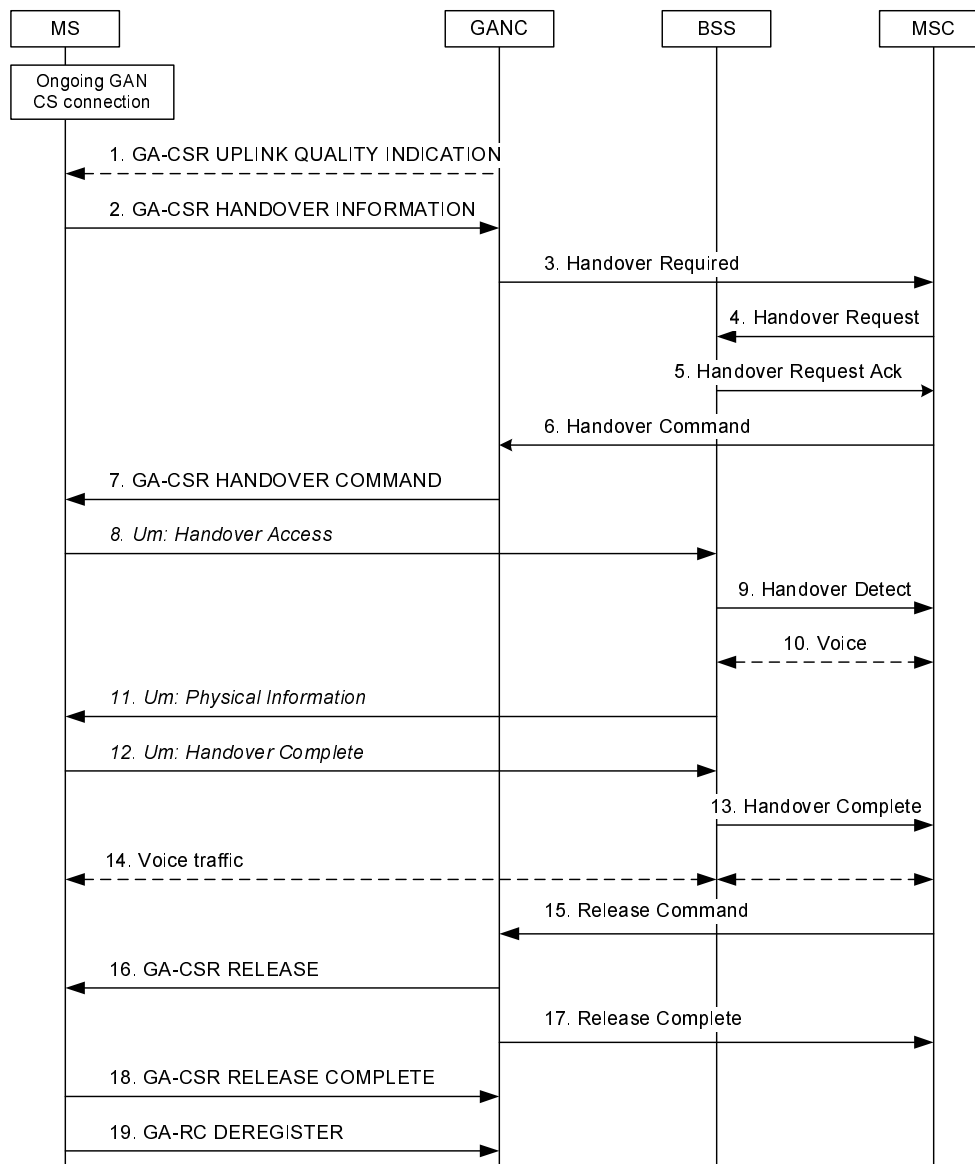 MS
GANC
BSS
MSC
Ongoing GAN
CS connection
1. GA-CSR UPLINK QUALITY INDICATION
2. GA-CSR HANDOVER INFORMATION
3. Handover Required
4. Handover Request
5. Handover Request Ack
6. Handover Command
7. GA-CSR HANDOVER COMMAND
8. Um: Handover Access
9. Handover Detect
10. Voice
11. Um: Physical Information
12. Um: Handover Complete
13. Handover Complete
14. Voice traffic
15. Release Command
16. GA-CSR RELEASE
17. Release Complete
18. GA-CSR RELEASE COMPLETE
19. GA-RC DEREGISTER